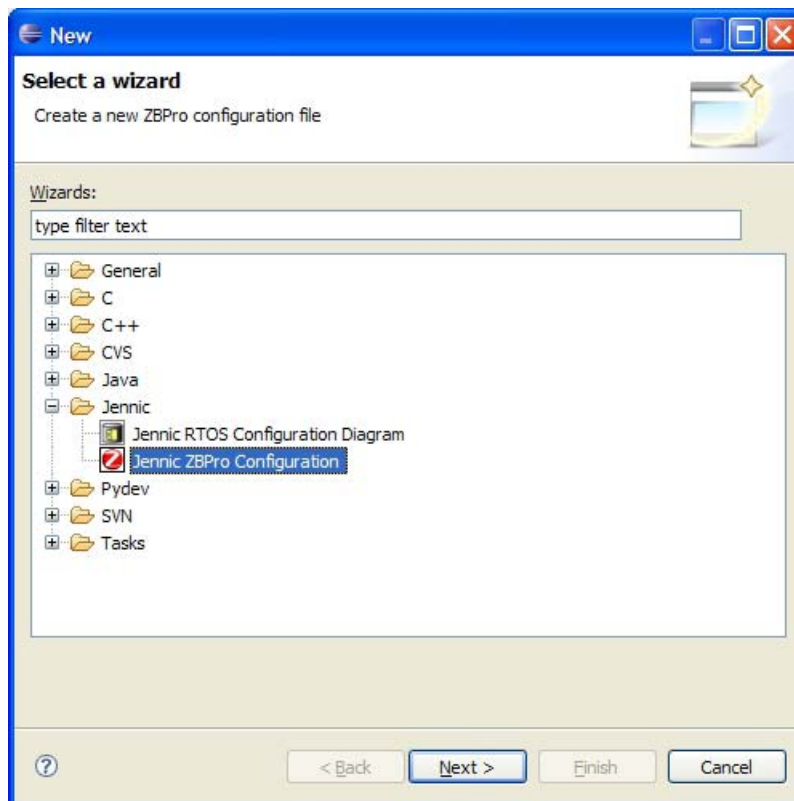 New
Select a wizard
Create a new ZBPro configuration file
Wizards:
type filter text
General
C
C++
CVS
Java
Jennic
Jennic RTOS Configuration Diagram
Jennic ZBPro Configuration
Pydev
SVN
Tasks
< Back Next > Finish Cancel